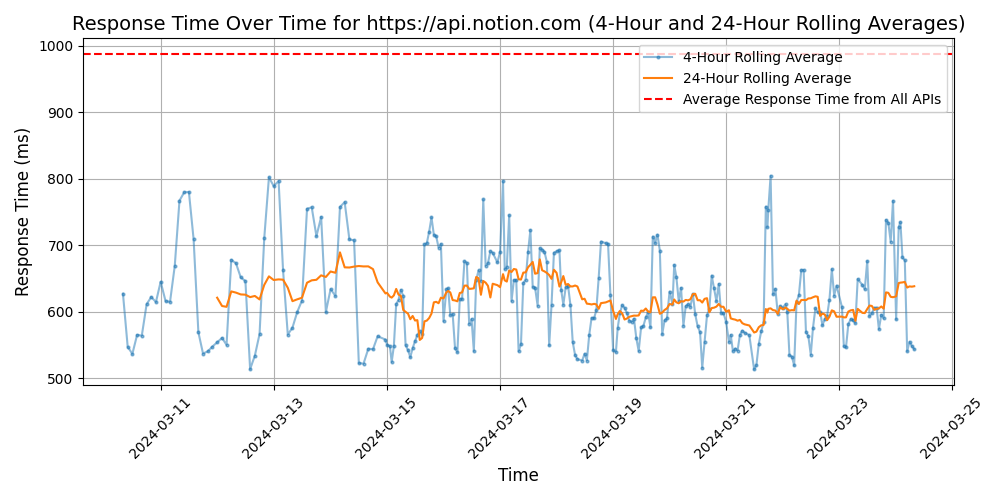 Response Time Over Time for https://api.notion.com (4-Hour and 24-Hour Rolling Averages)
Response Time (ms)
1000
900
800
700
600
500
4-Hour Rolling Average
24-Hour Rolling Average
Average Response Time from All APIs
2024-03-11
2024-03-13
2024-03-15
2024-03-17
2024-03-19
2024-03-21
2024-03-23
2024-03-25
Time